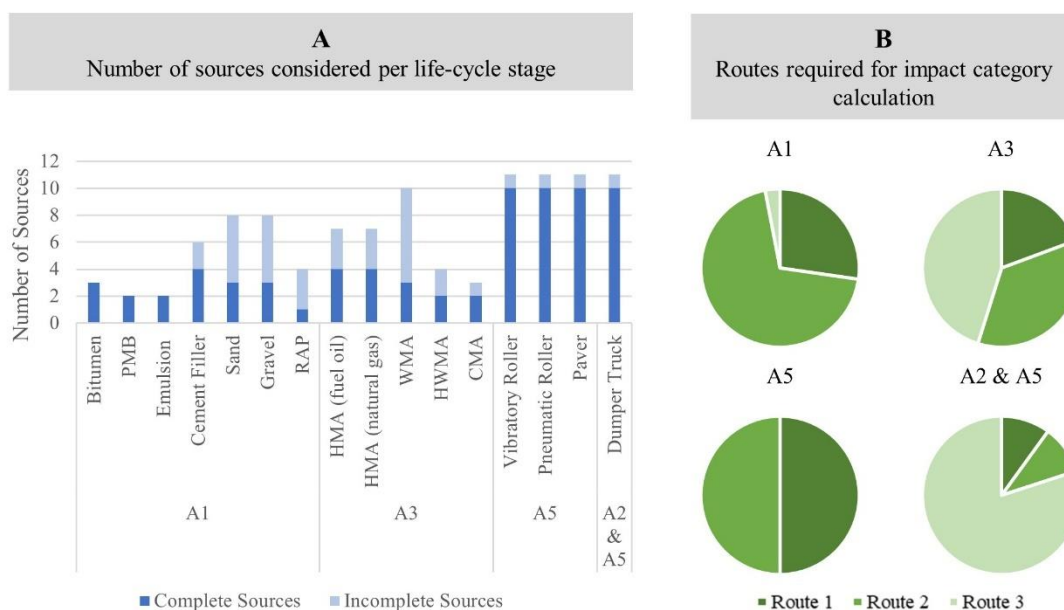 A
Number of sources considered per life-cycle stage
Number of Sources
12
10
8
6
4
2
0
Bitumen
PMB
Emulsion
Cement Filler
Sand
Gravel
RAP
HMA (fuel oil)
HMA (natural gas)
WMA
HWMA
CMA
Vibratory Roller
Pneumatic Roller
Paver
Dumper Truck
A1
A3
A5
A2
&
A5
Complete Sources
Incomplete Sources
B
Routes required for impact category
calculation
A1
A3
A5
A2 & A5
Route 1
Route 2
Route 3